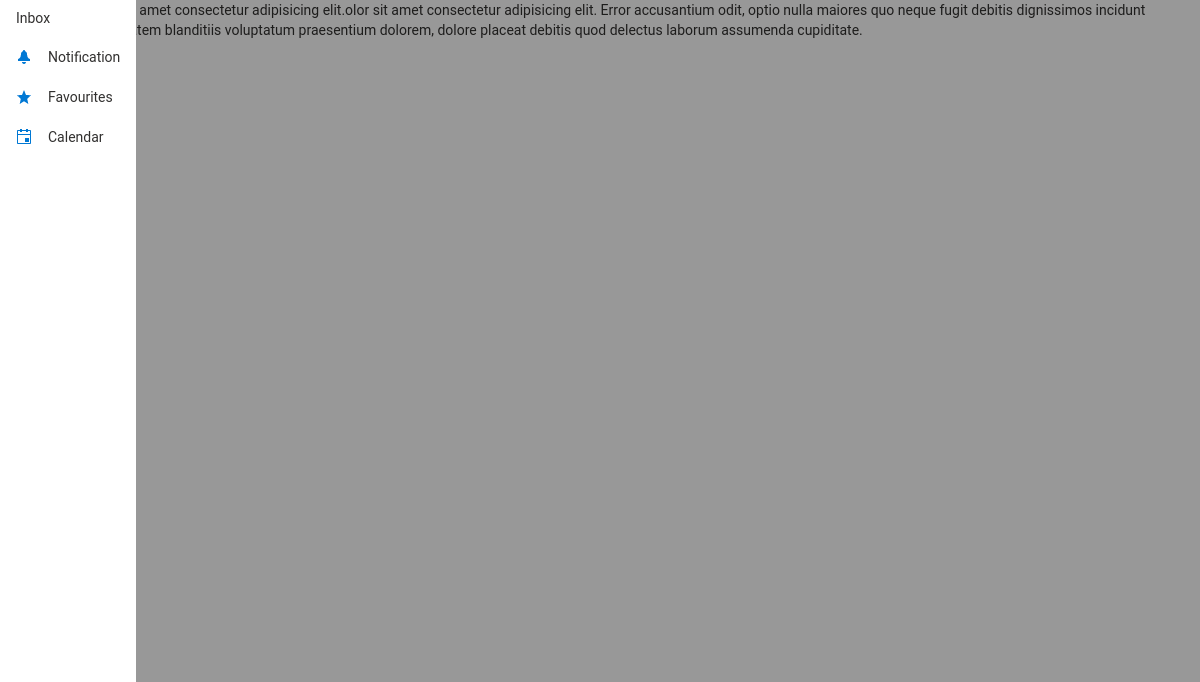 Inbox
Notification
Favourites
Calendar
amet consectetur adipisicing elit.olor sit amet consectetur adipisicing elit. Error accusantium odit, optio nulla maiores quo neque fugit debitis dignissimos incidunt
tem blanditiis voluptatum praesentium dolorem, dolore placeat debitis quod delectus laborum assumenda cupiditate.